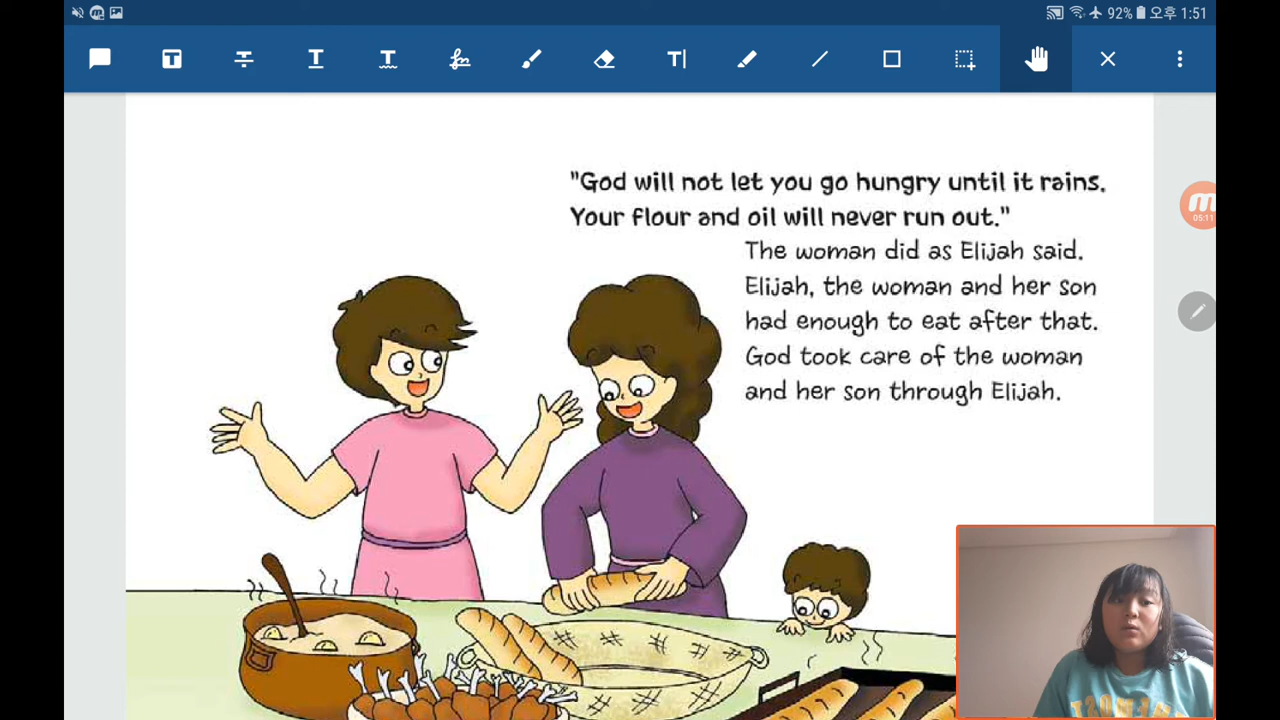 92% 오후 1:51
"God will not let you go hungry until it rains.
Your flour and oil will never run out."
The woman did as Elijah said.
Elijah, the woman and her son
had enough to eat after that.
God took care of the woman
and her son through Elijah.
05:11